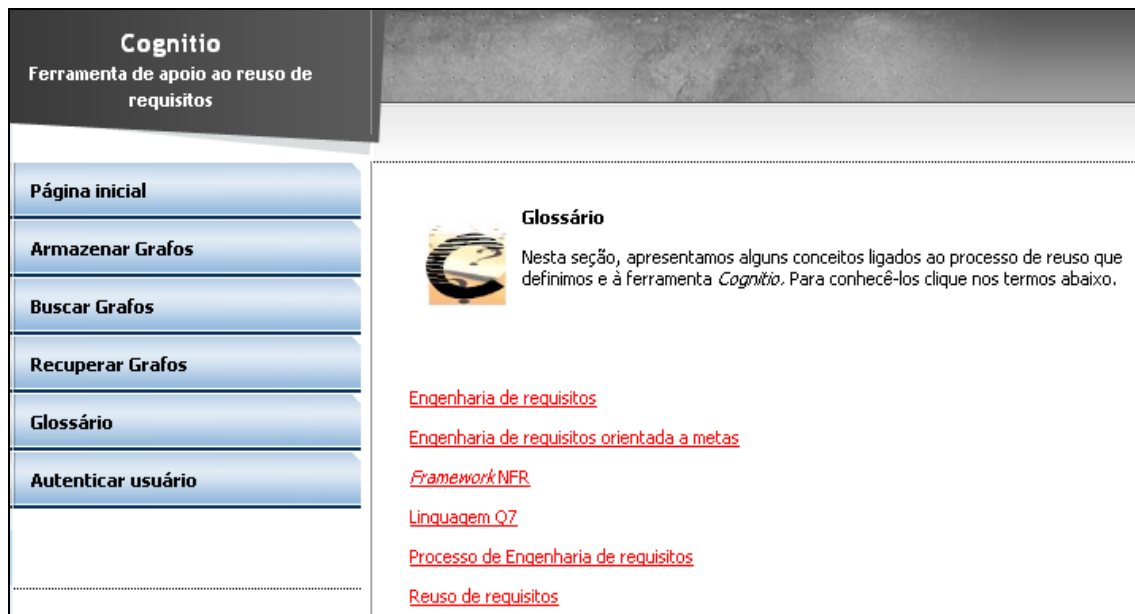 Cognitio
Ferramenta de apoio ao reuso de
requisitos
Página inicial
Armazenar Grafos
Buscar Grafos
Recuperar Grafos
Glossário
Autenticar usuário
Glossário
Nesta seção, apresentamos alguns conceitos ligados ao processo de reuso que
definimos e à ferramenta Cognitio. Para conhecê-los clique nos termos abaixo.
Engenharia de requisitos
Engenharia de requisitos orientada a metas
Framework NFR
Linguagem Q7
Processo de Engenharia de requisitos
Reuso de requisitos